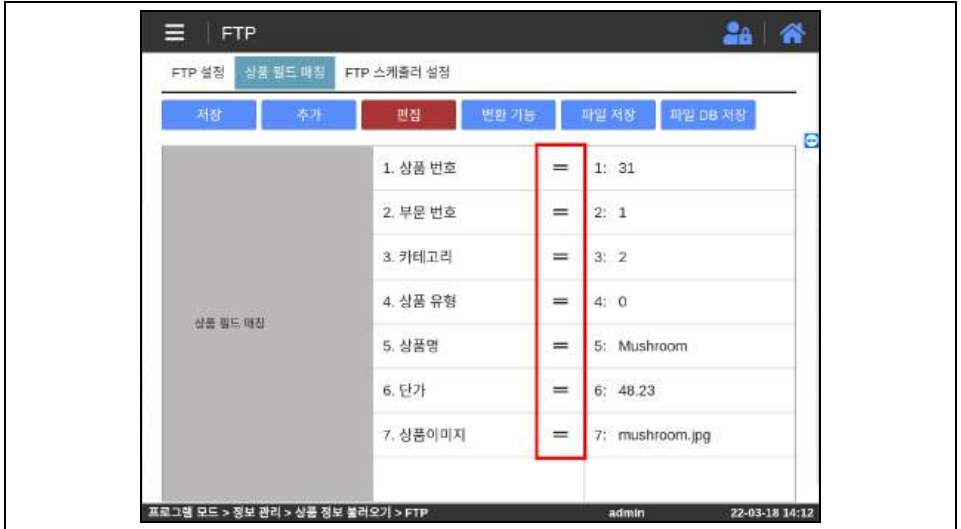 FTP
FTP 설정 상품 필드 매칭 FTP 스케줄러 설정
저장 추가 편집 변환 기능 파일 저장 파일 DB 저장
상품 필드 매칭
1. 상품 번호 = 1: 31
2. 부문 번호 = 2: 1
3. 카테고리 = 3: 2
4. 상품 유형 = 4: 0
5. 상품명 = 5: Mushroom
6. 단가 = 6: 48.23
7. 상품이미지 = 7: mushroom.jpg
프로그램 모드 > 정보 관리 > 상품 정보 불러오기 > FTP admin 22-03-18 14:12